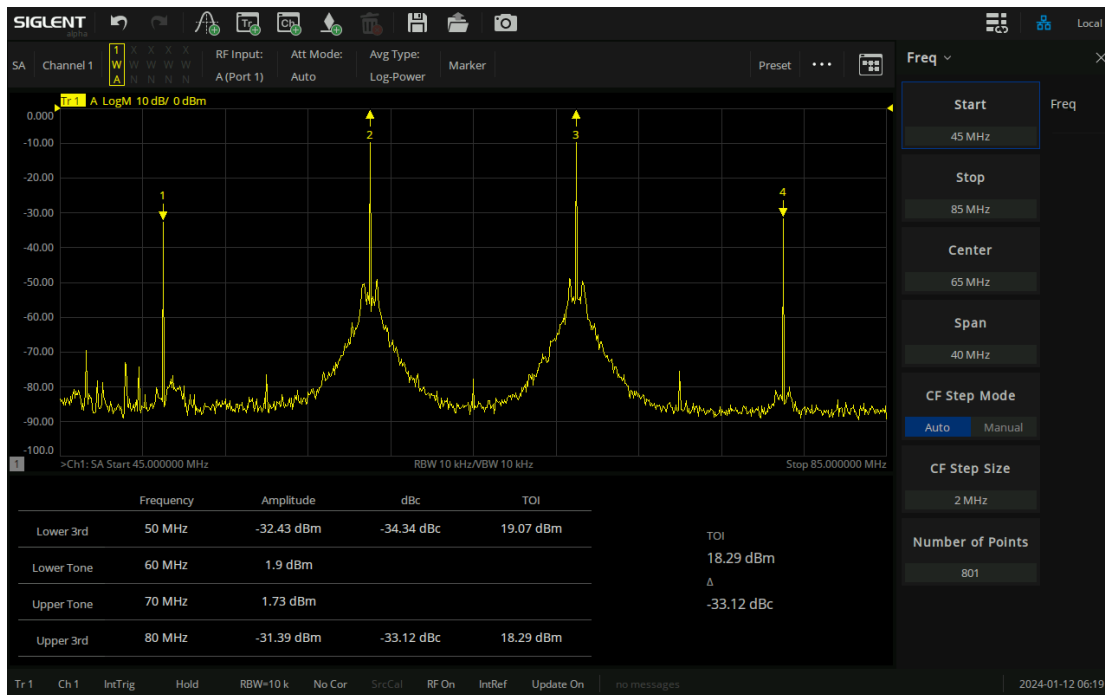 SIGLENT
alpha
Tr
Ch
Local
SA Channel 1
1 X X X X
W W W W W
A N N N N
RF Input:
A (Port 1)
Att Mode:
Auto
Avg Type:
Log-Power
Marker
Preset
Freq
Tr 1 A LogM 10 dB/ 0 dBm
0.000
-10.00
-20.00
-30.00
-40.00
-50.00
-60.00
-70.00
-80.00
-90.00
-100.0
1
2
3
4
1 >Ch1: SA Start 45.000000 MHz RBW 10 kHz/VBW 10 kHz Stop 85.000000 MHz
Frequency Amplitude dBc TOI
Lower 3rd 50 MHz -32.43 dBm -34.34 dBc 19.07 dBm
Lower Tone 60 MHz 1.9 dBm
Upper Tone 70 MHz 1.73 dBm
Upper 3rd 80 MHz -31.39 dBm -33.12 dBc 18.29 dBm
TOI
18.29 dBm
Δ
-33.12 dBc
Start
45 MHz
Freq
Stop
85 MHz
Center
65 MHz
Span
40 MHz
CF Step Mode
Auto Manual
CF Step Size
2 MHz
Number of Points
801
Tr 1 Ch 1 IntTrig Hold RBW=10 k No Cor SrcCal RF On IntRef Update On no messages 2024-01-12 06:19